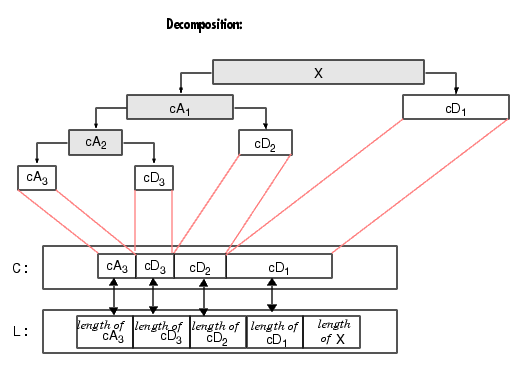 Decomposition:
X
cA1 cD1
cA2 cD2
cA3 cD3
C: cA3 cD3 cD2 cD1
L: length of cA3 length of cD3 length of cD2 length of cD1 length of X